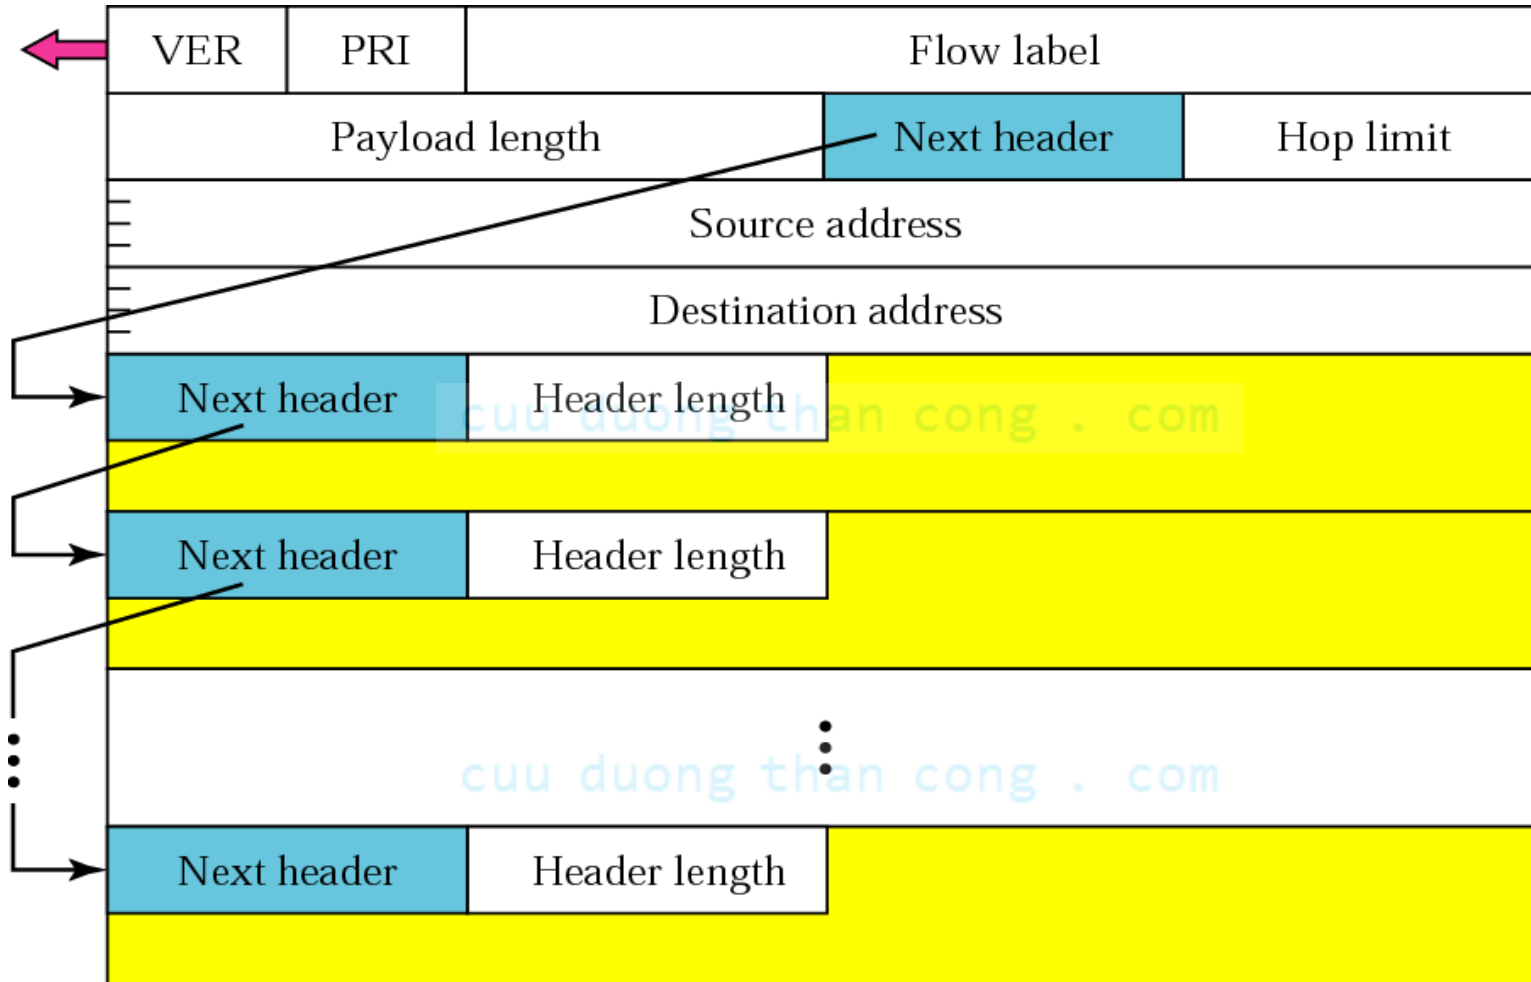 VER PRI Flow label
Payload length Next header Hop limit
Source address
Destination address
Next header Header length
cuu duong than cong . com
Next header Header length
cuu duong than cong . com
Next header Header length